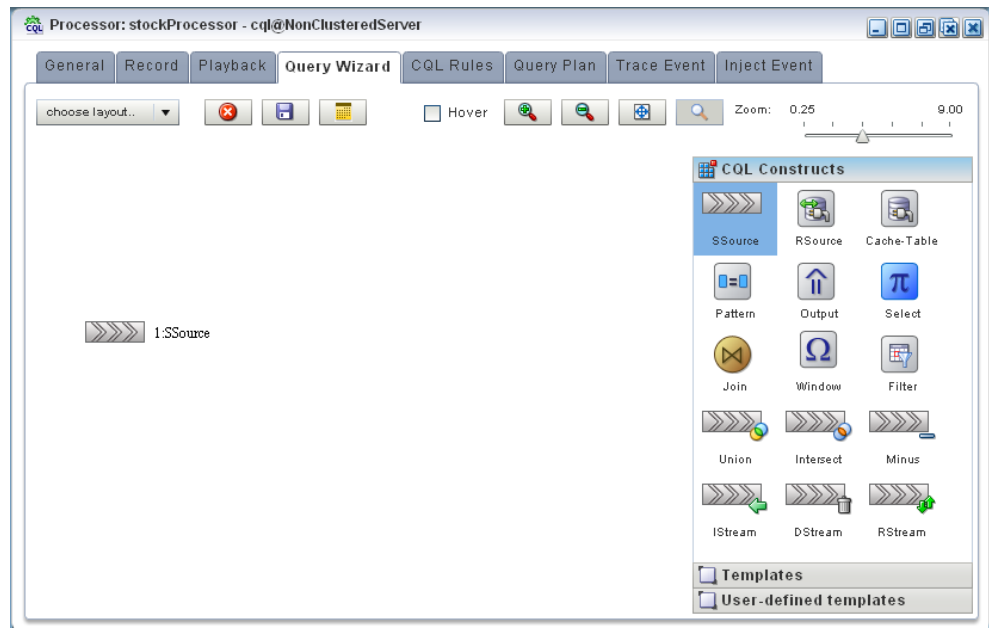 CQL Processor: stockProcessor - cql@NonClusteredServer
General Record Playback Query Wizard CQL Rules Query Plan Trace Event Inject Event
choose layout.. Hover Zoom: 0.25 9.00
CQL Constructs
SSource RSource Cache-Table
Pattern Output Select
1:SSource
Join Window Filter
Union Intersect Minus
IStream DStream RStream
Templates
User-defined templates